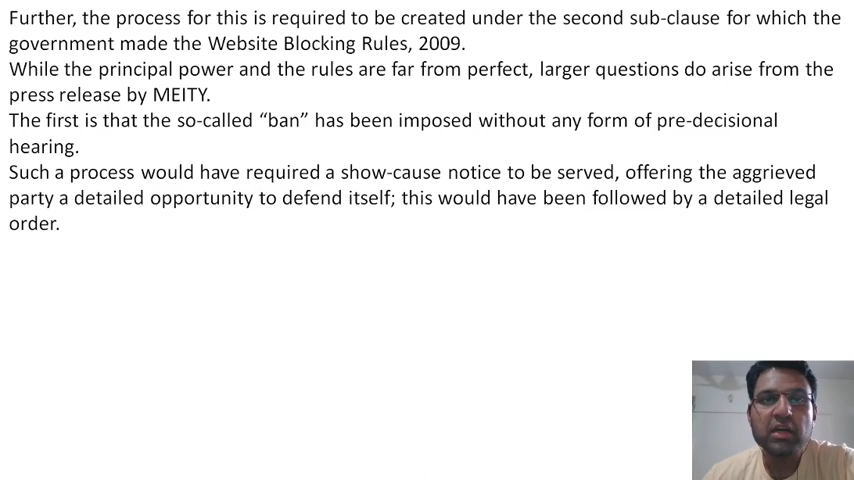 Further, the process for this is required to be created under the second sub-clause for which the
government made the Website Blocking Rules, 2009.
While the principal power and the rules are far from perfect, larger questions do arise from the
press release by MEITY.
The first is that the so-called “ban” has been imposed without any form of pre-decisional
hearing.
Such a process would have required a show-cause notice to be served, offering the aggrieved
party a detailed opportunity to defend itself; this would have been followed by a detailed legal
order.